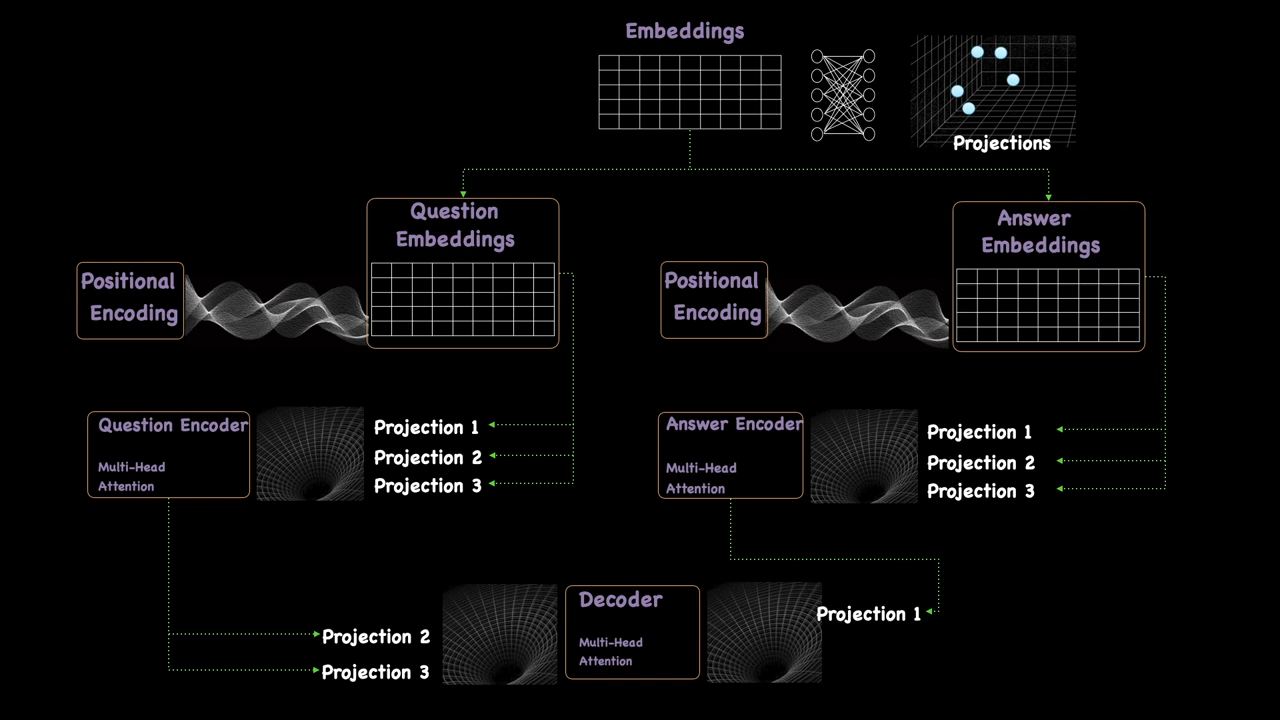 Embeddings
Projections
Question
Embeddings
Answer
Embeddings
Positional
Encoding
Positional
Encoding
Question Encoder
Multi-Head
Attention
Projection 1
Projection 2
Projection 3
Answer Encoder
Multi-Head
Attention
Projection 1
Projection 2
Projection 3
Decoder
Multi-Head
Attention
Projection 1
Projection 2
Projection 3